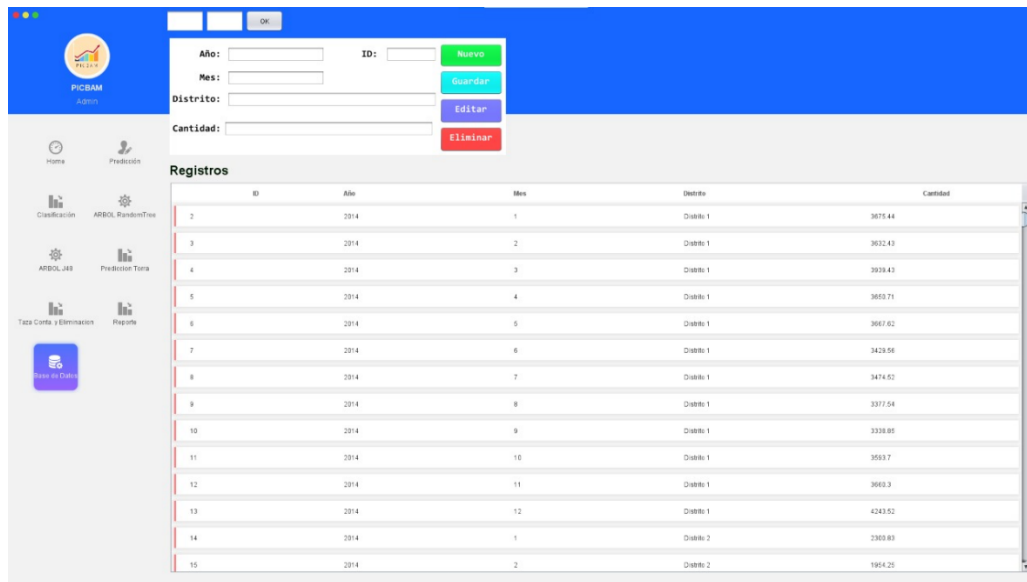 OK
PICBAM
PICBAM
Admin
Año:
ID:
Nuevo
Mes:
Guardar
Distrito:
Editar
Cantidad:
Eliminar
Home
Predicción
Clasificación
ARBOL RandomTree
ARBOL J48
Prediccion Terra
Taza Conta. y Eliminacion
Reporte
Base de Datos
Registros
ID Año Mes Distrito Cantidad
2 2014 1 Distrito 1 3675.44
3 2014 2 Distrito 1 3632.43
4 2014 3 Distrito 1 3939.43
5 2014 4 Distrito 1 3650.71
6 2014 5 Distrito 1 3667.62
7 2014 6 Distrito 1 3429.56
8 2014 7 Distrito 1 3474.52
9 2014 8 Distrito 1 3377.54
10 2014 9 Distrito 1 3338.85
11 2014 10 Distrito 1 3593.7
12 2014 11 Distrito 1 3660.3
13 2014 12 Distrito 1 4243.52
14 2014 1 Distrito 2 2300.83
15 2014 2 Distrito 2 1954.25